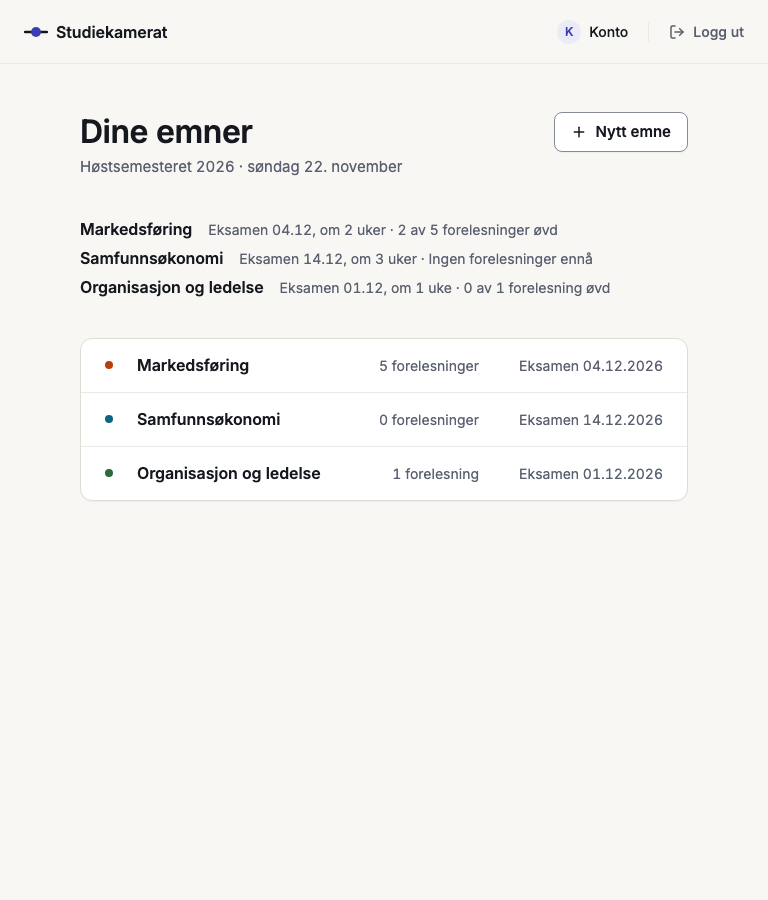 Studiekamerat
K Konto
Logg ut
Dine emner
+ Nytt emne
Høstsemesteret 2026 · søndag 22. november
Markedsføring Eksamen 04.12, om 2 uker · 2 av 5 forelesninger øvd
Samfunnsøkonomi Eksamen 14.12, om 3 uker · Ingen forelesninger ennå
Organisasjon og ledelse Eksamen 01.12, om 1 uke · 0 av 1 forelesning øvd
Markedsføring 5 forelesninger Eksamen 04.12.2026
Samfunnsøkonomi 0 forelesninger Eksamen 14.12.2026
Organisasjon og ledelse 1 forelesning Eksamen 01.12.2026